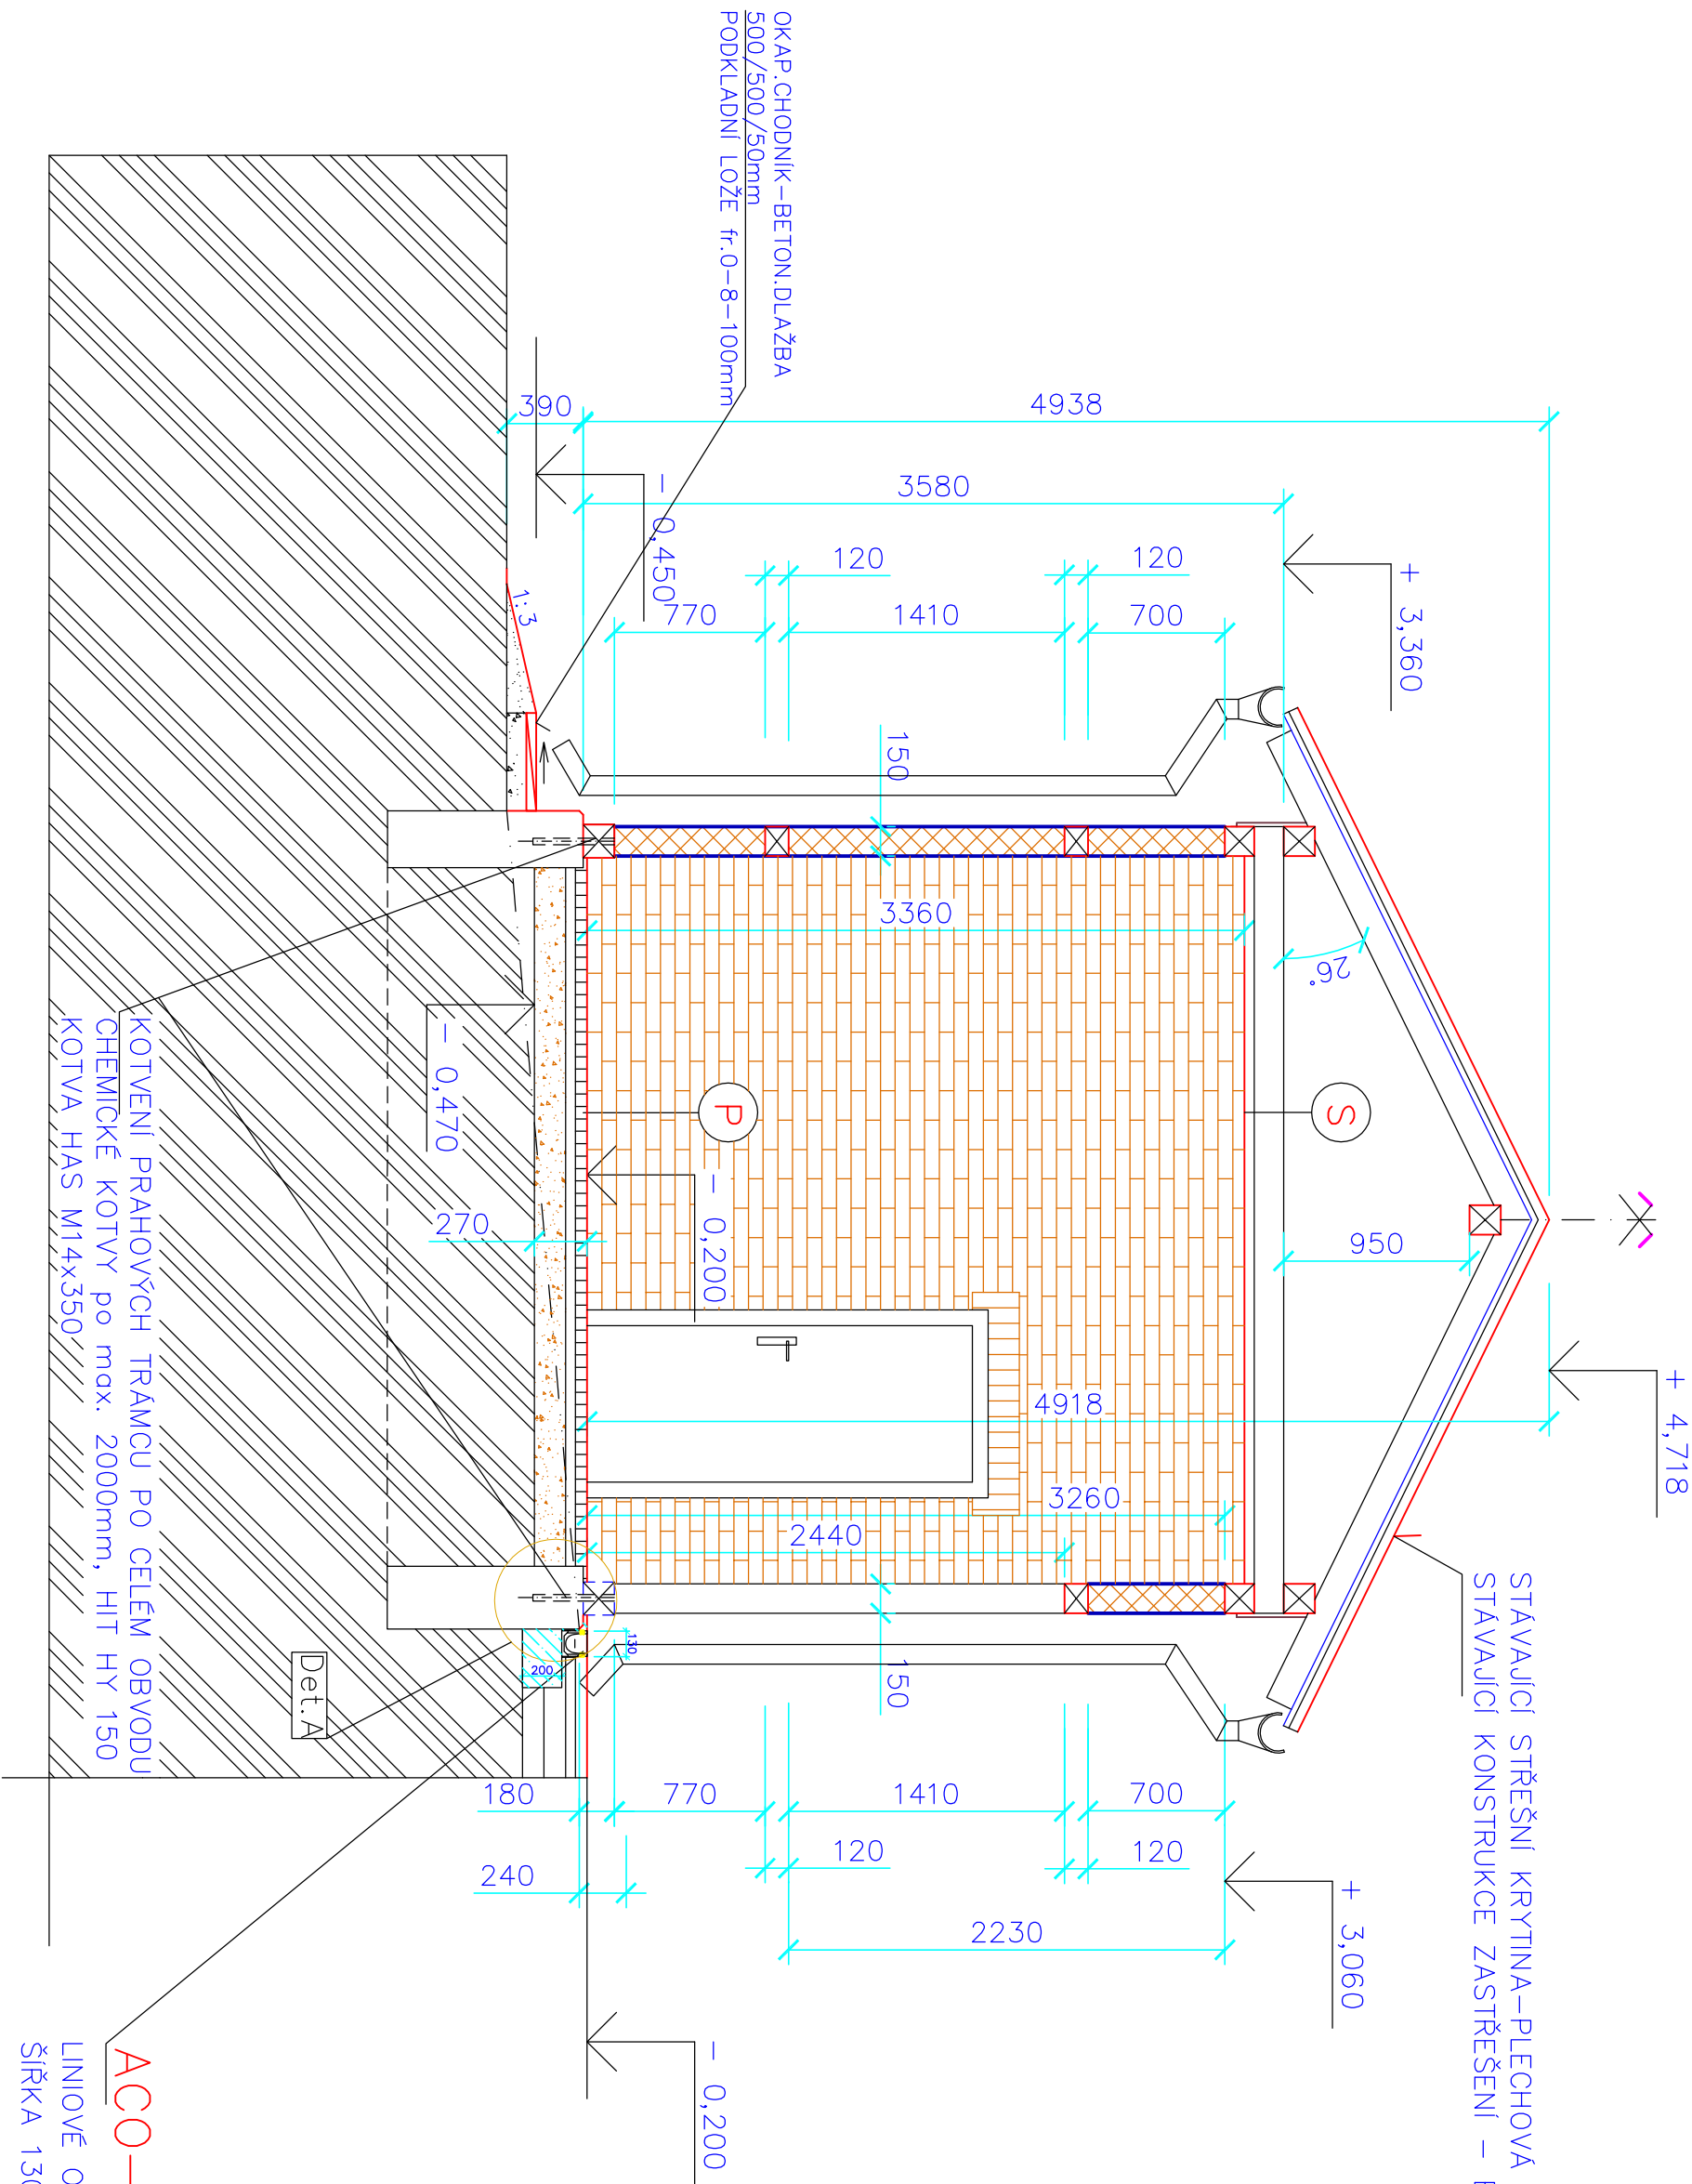 OKAP.CHODNÍK-BETON.DLAŽBA
500/500/50mm
PODKLADNÍ LOŽE fr.0-8-100mm
STÁVAJÍCÍ STŘEŠNÍ KRYTINA-PLECHOVÁ
STÁVAJÍCÍ KONSTRUKCE ZASTŘEŠENÍ -
+ 4,718
+ 3,360
+ 3,060
- 0,450
- 0,200
- 0,200
- 0,470
4938
390
3580
120
120
770
1410
700
150
1:3
3360
26°
S
P
950
270
4918
3260
2440
150
130
200
Det.A
180
770
1410
700
120
120
240
2230
KOTVENÍ PRAHOVÝCH TRÁMCU PO CELÉM OBVODU
CHEMICKÉ KOTVY po max. 2000mm, HIT HY 150
KOTVA HAS M14x350
ACO-
LINIOVÉ
ŠÍŘKA 130